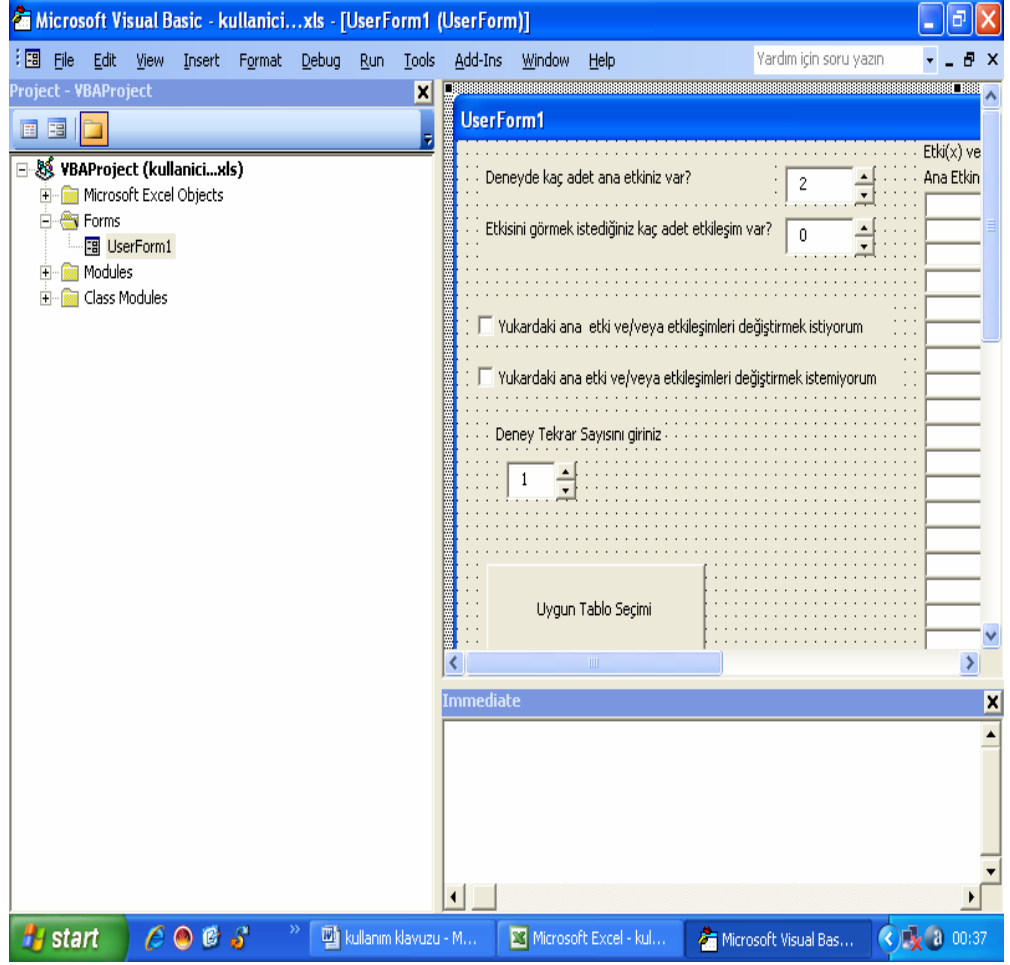 Microsoft Visual Basic - kullanici...xls - [UserForm1 (UserForm)]
File Edit View Insert Format Debug Run Tools Add-Ins Window Help Yardım için soru yazın
Project - VBAProject
VBAProject (kullanici...xls)
Microsoft Excel Objects
Forms
UserForm1
Modules
Class Modules
UserForm1
Etki(x) ve
Ana Etkin
Deneyde kaç adet ana etkiniz var? 2
Etkisini görmek istediğiniz kaç adet etkileşim var? 0
Yukardaki ana etki ve/veya etkileşimleri değiştirmek istiyorum
Yukardaki ana etki ve/veya etkileşimleri değiştirmek istemiyorum
Deney Tekrar Sayısını giriniz
1
Uygun Tablo Seçimi
Immediate
start kullanım klavuzu - M... Microsoft Excel - kul... Microsoft Visual Bas... 00:37